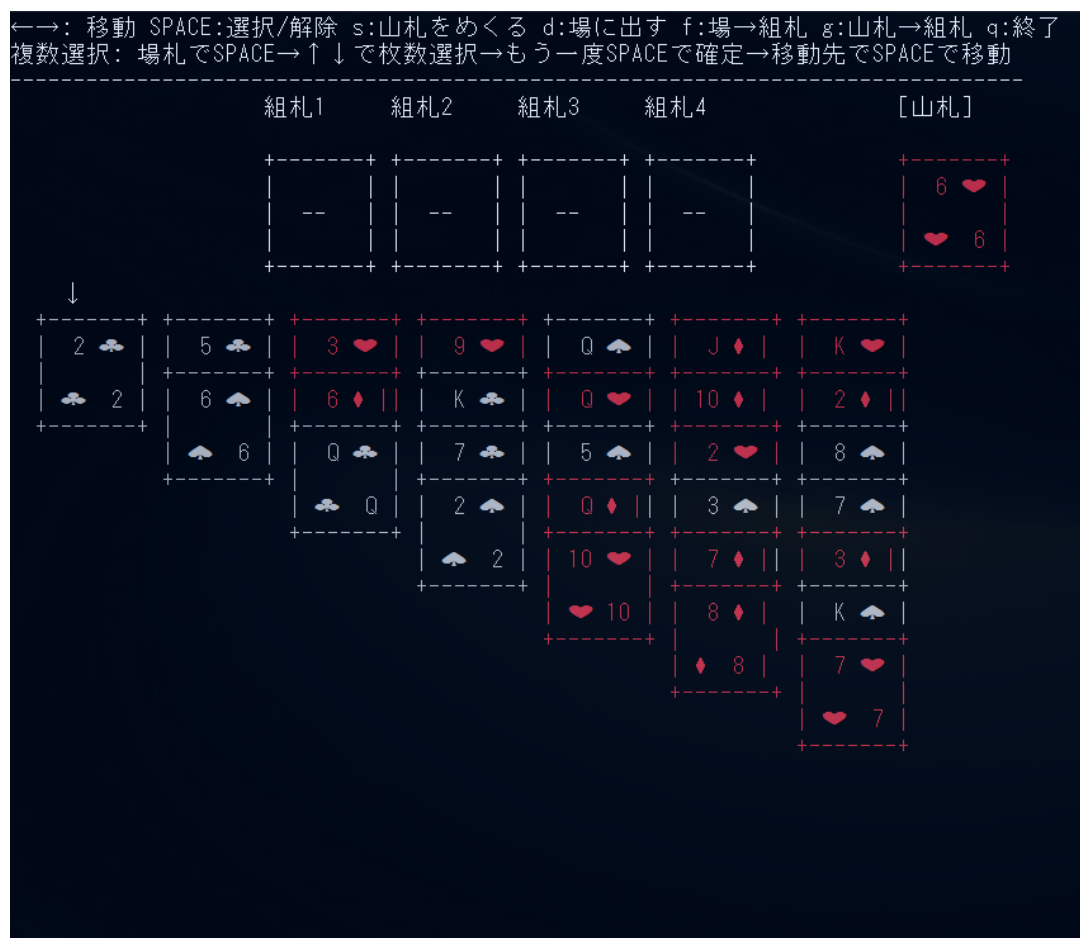 ←→: 移動 SPACE:選択/解除 s:山札をめくる d:場に出す f:場→組札 g:山札→組札 q:終了
複数選択: 場札でSPACE→↑↓で枚数選択→もう一度SPACEで確定→移動先でSPACEで移動
--------------------------------------------------------------------------------
組札1 組札2 組札3 組札4 [山札]
6 ♥
-- -- -- --
♥ 6
↓
2 ♣ 5 ♣ 3 ♥ 9 ♥ Q ♠ J ♦ K ♥
♣ 2 6 ♠ 6 ♦ K ♣ Q ♥ 10 ♦ 2 ♦
♠ 6 Q ♣ 7 ♣ 5 ♠ 2 ♥ 8 ♠
♣ Q 2 ♠ Q ♦ 3 ♠ 7 ♠
♠ 2 10 ♥ 7 ♦ 3 ♦
♥ 10 8 ♦ K ♠
♦ 8 7 ♥
♥ 7